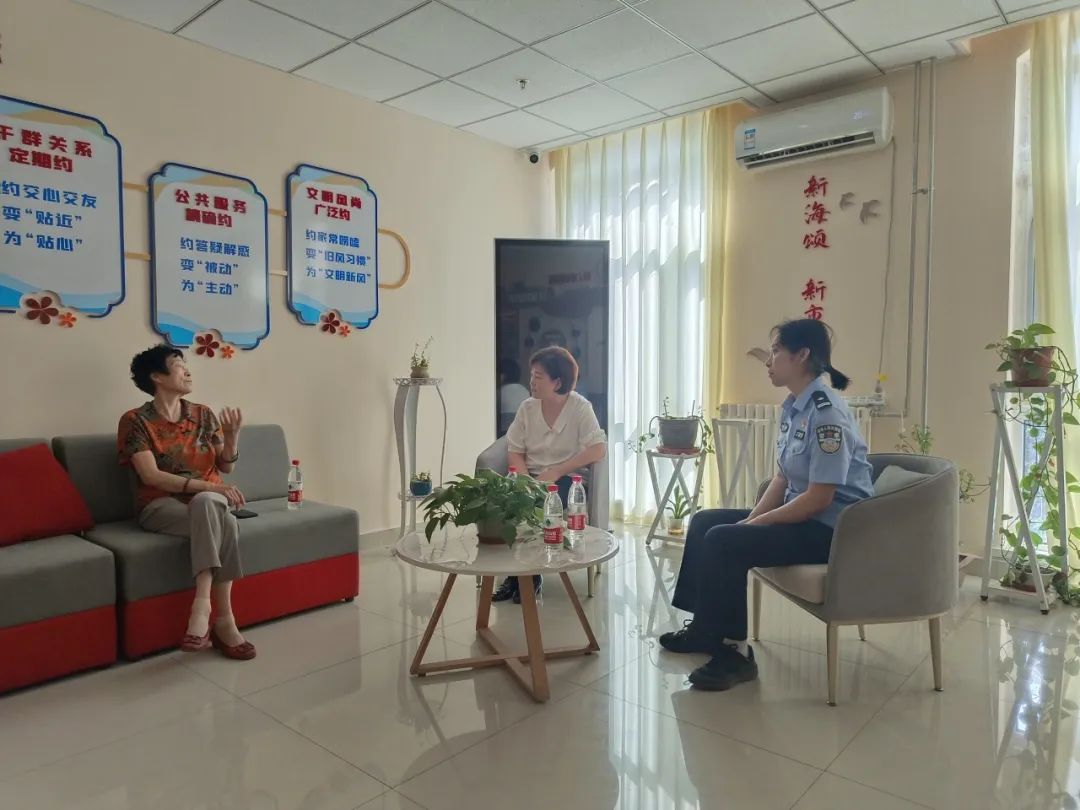 干群关系
定期约
约交心交友
变“贴近”
为“贴心”
公共服务
精确约
约答疑解惑
变“被动”
为“主动”
文明风尚
广泛约
约家常唠嗑
变“旧风习惯”
为“文明新风”
新海颂
新市